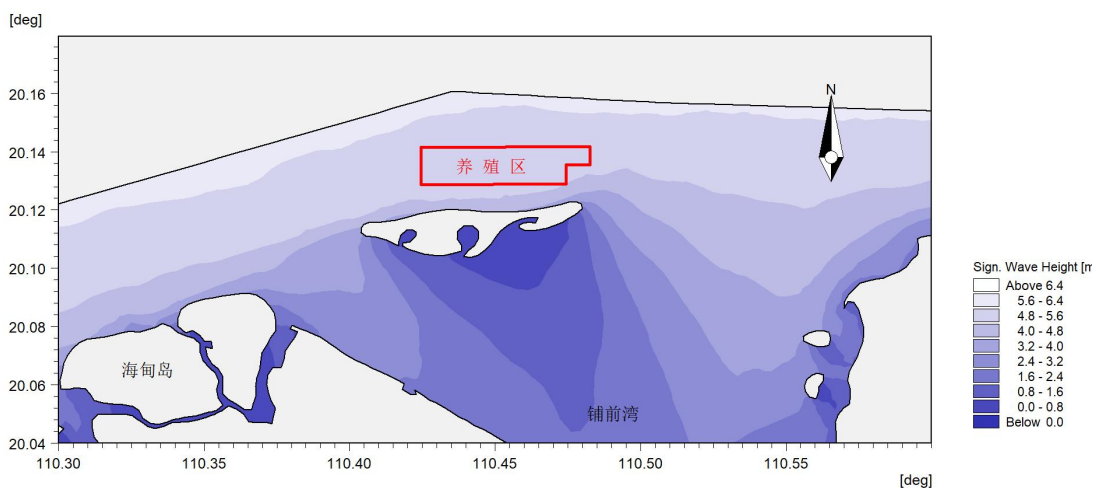 [deg]
20.16
20.14
20.12
20.10
20.08
20.06
20.04
110.30
110.35
110.40
110.45
110.50
110.55
[deg]
N
养殖区
海甸岛
铺前湾
Sign. Wave Height [m
Above 6.4
5.6 - 6.4
4.8 - 5.6
4.0 - 4.8
3.2 - 4.0
2.4 - 3.2
1.6 - 2.4
0.8 - 1.6
0.0 - 0.8
Below 0.0